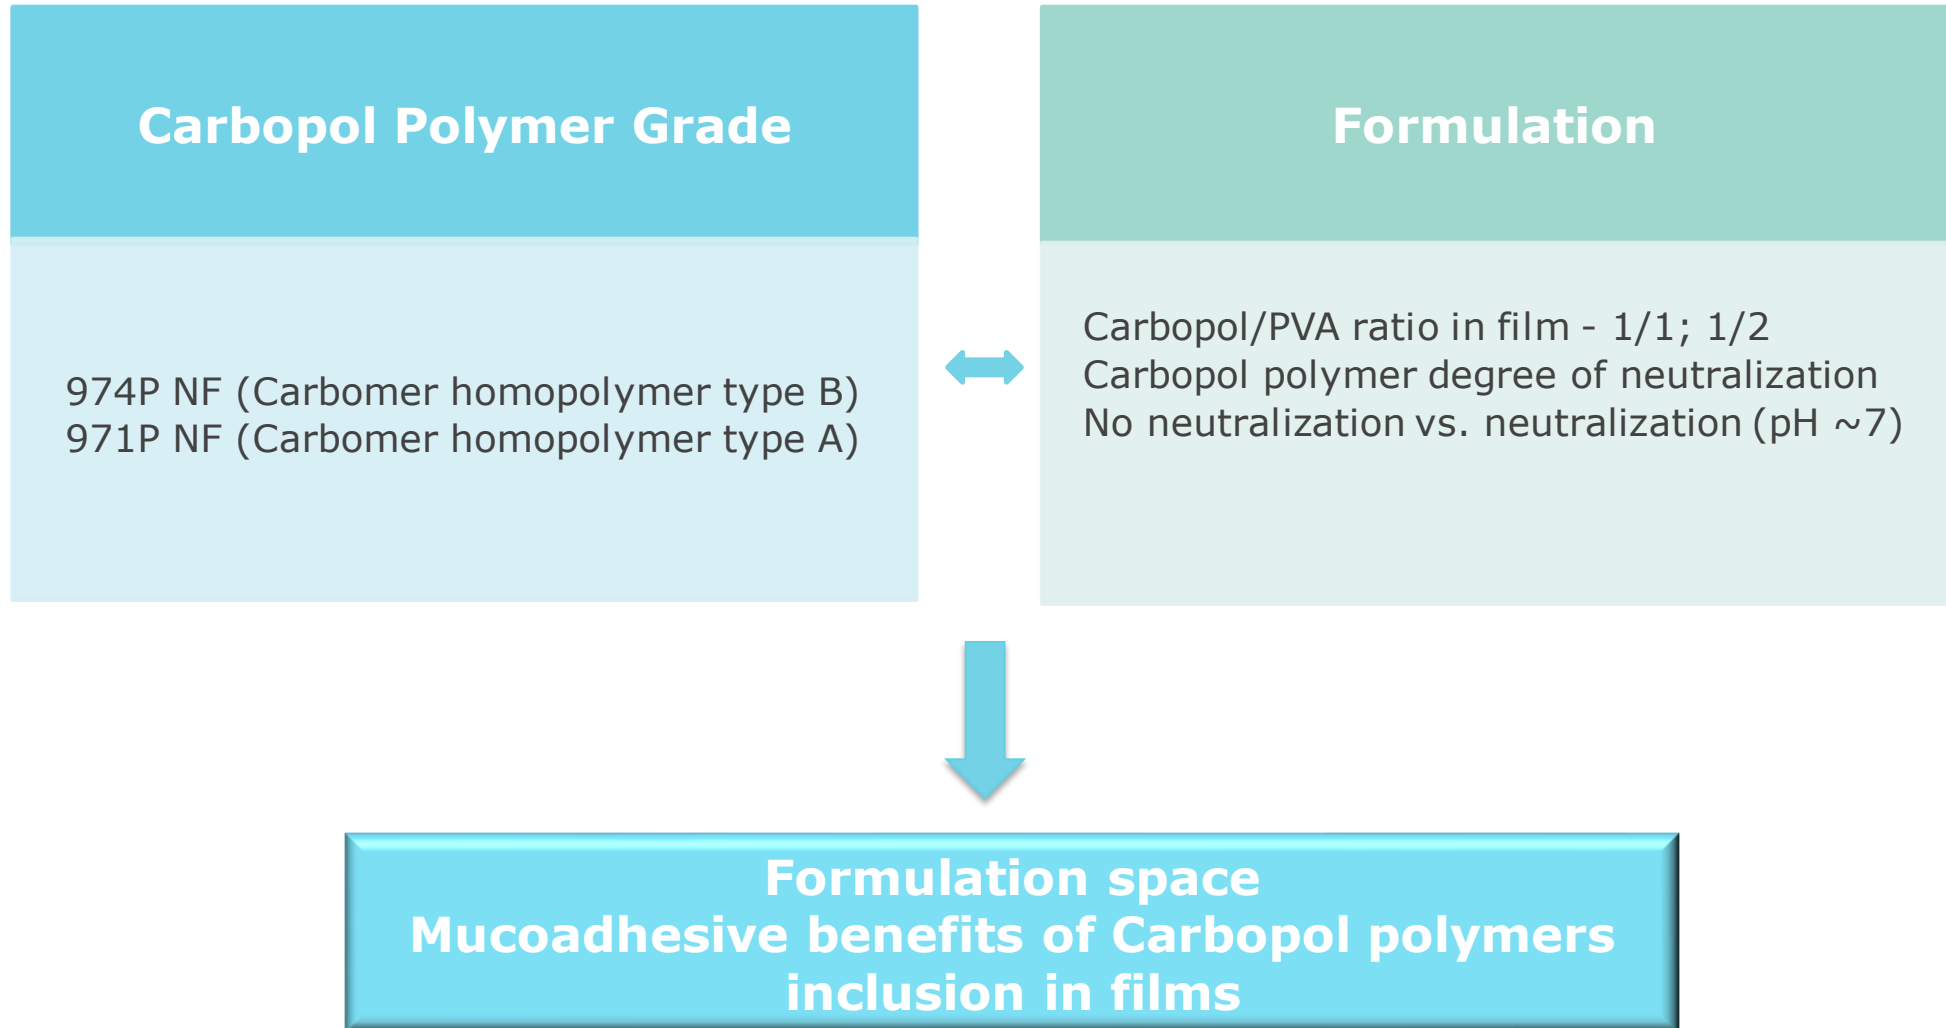 Carbopol Polymer Grade
974P NF (Carbomer homopolymer type B)
971P NF (Carbomer homopolymer type A)
Formulation
Carbopol/PVA ratio in film - 1/1; 1/2
Carbopol polymer degree of neutralization
No neutralization vs. neutralization (pH ~7)
Formulation space
Mucoadhesive benefits of Carbopol polymers
inclusion in films